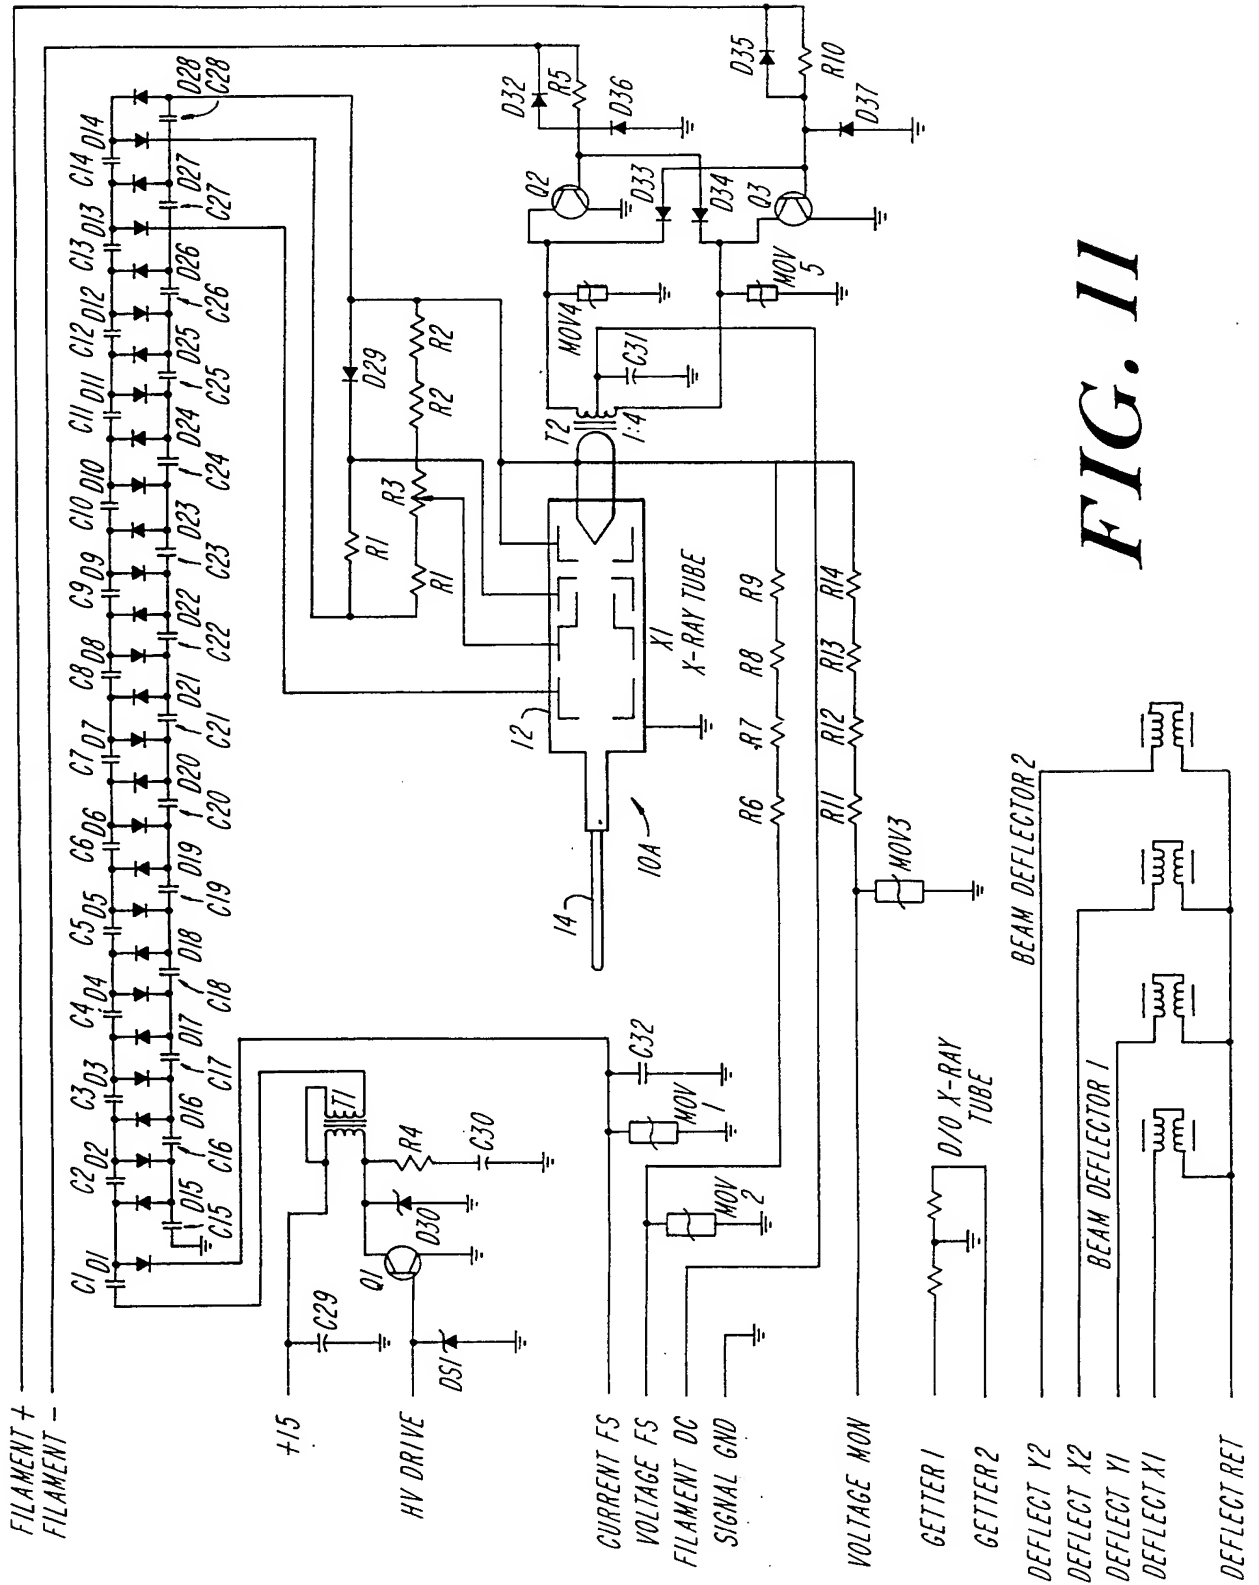 FILAMENT +
FILAMENT -
+15
HV DRIVE
CURRENT FS
VOLTAGE FS
FILAMENT DC
SIGNAL GND
VOLTAGE MON
GETTER 1
GETTER 2
DEFLECT Y2
DEFLECT X2
DEFLECT Y1
DEFLECT X1
DEFLECT RET
C1 D1 C2 D2 C3 D3 C4 D4 C5 D5 C6 D6 C7 D7 C8 D8 C9 D9 C10 D10 C11 D11 C12 D12 C13 D13 C14 D14
D15 D16 D17 D18 D19 D20 D21 D22 D23 D24 D25 D26 D27 D28
C15 C16 C17 C18 C19 C20 C21 C22 C23 C24 C25 C26 C27 C28
C29
DS1
Q1
D30
T1
R4
C30
C32
MOV 1
MOV 2
MOV3
R1
D29
R1
R3
R2
R2
14
12
10A
X1
X-RAY TUBE
T2
1:4
C31
MOV4
MOV 5
Q2
D33
D34
Q3
D32
R5
D36
D35
R10
D37
R6 R7 R8 R9
R11 R12 R13 R14
D/O X-RAY
TUBE
BEAM DEFLECTOR 1
BEAM DEFLECTOR 2
FIG. 11